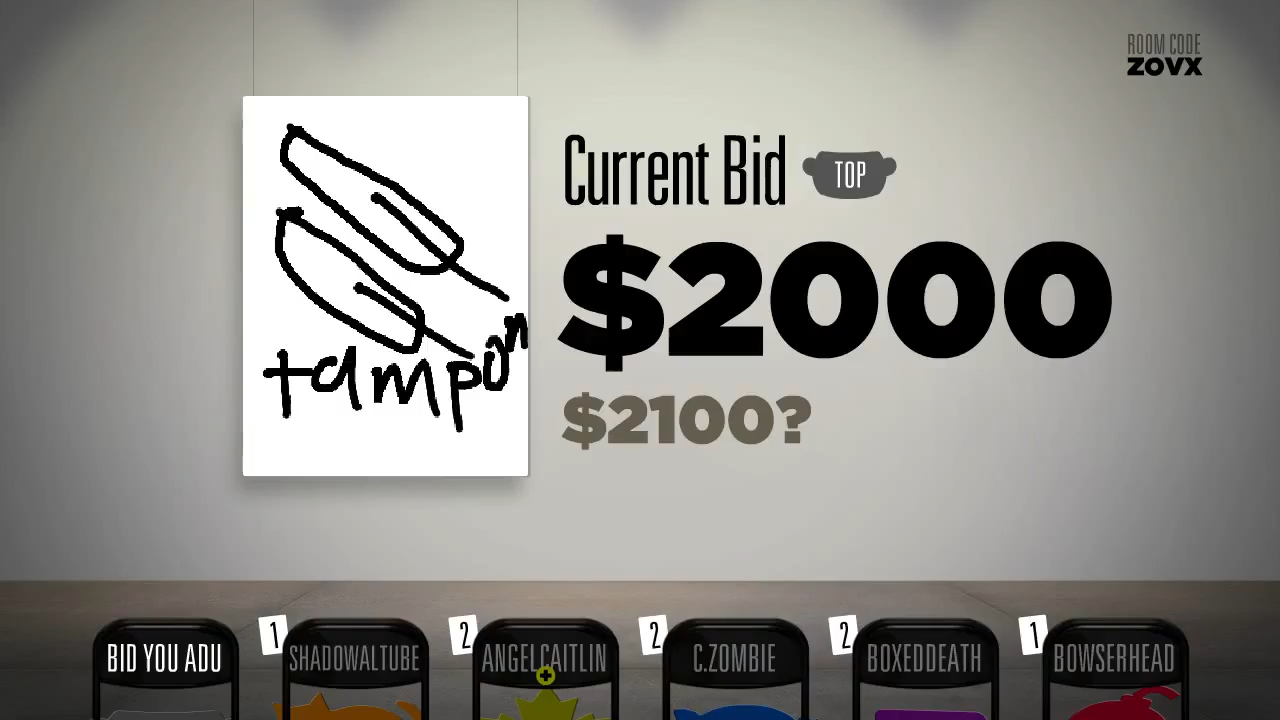 ROOM CODE
ZOVX
Current Bid TOP
$2000
$2100?
tampon
BID YOU ADU
1 SHADOWALTUBE
2 ANGELCAITLIN
2 C.ZOMBIE
2 BOXEDDEATH
1 BOWSERHEAD